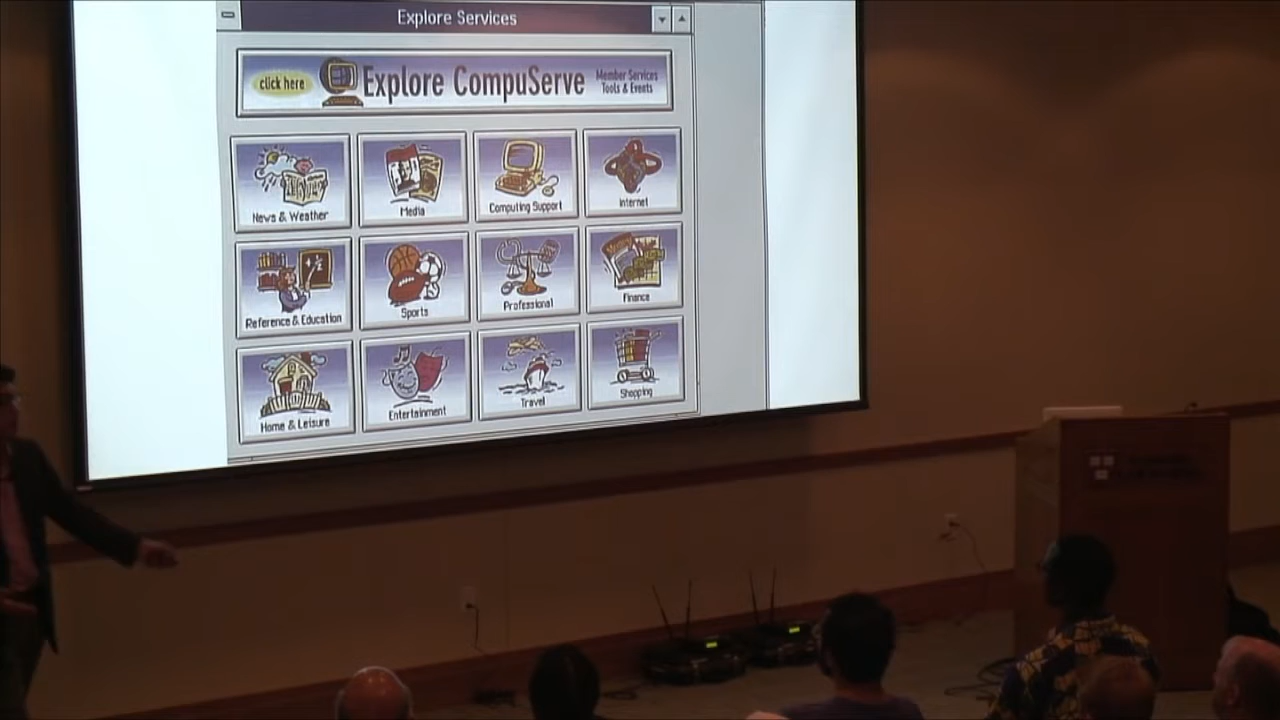 Explore Services
click here
Explore CompuServe
Member Services
Tools & Events
News & Weather
Media
Computing Support
Internet
Reference & Education
Sports
Professional
Finance
Home & Leisure
Entertainment
Travel
Shopping